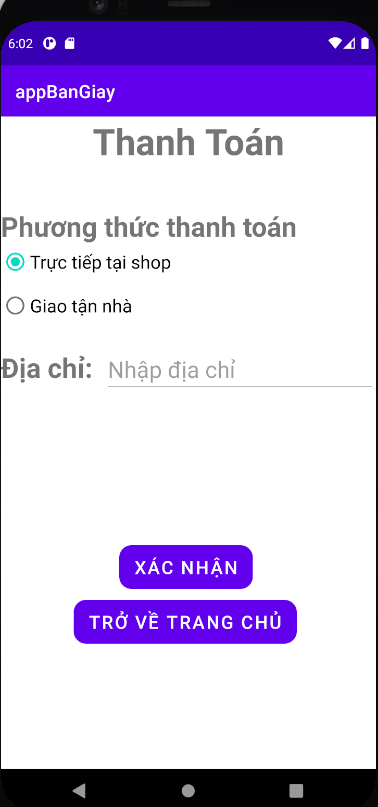 6:02
appBanGiay
Thanh Toán
Phương thức thanh toán
Trực tiếp tại shop
Giao tận nhà
Địa chỉ: Nhập địa chỉ
XÁC NHẬN
TRỞ VỀ TRANG CHỦ